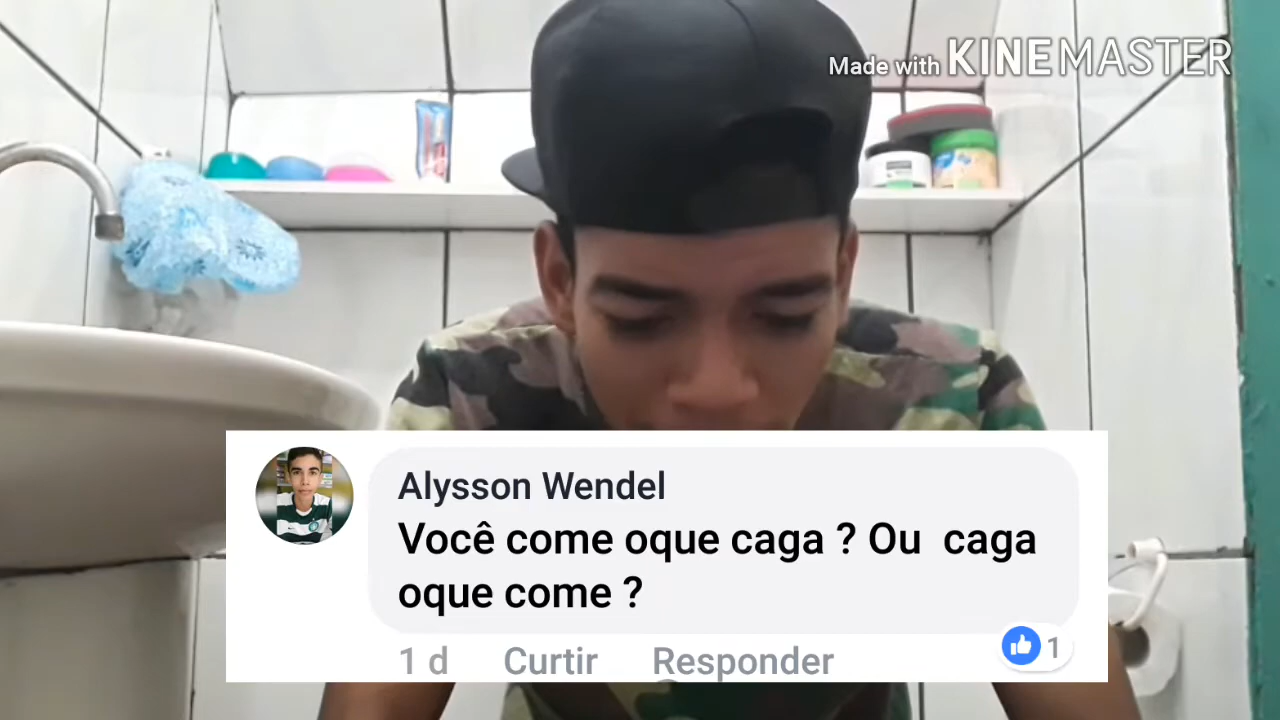 Made with KINEMASTER
Alysson Wendel
Você come oque caga ? Ou caga
oque come ?
1 d Curtir Responder
1